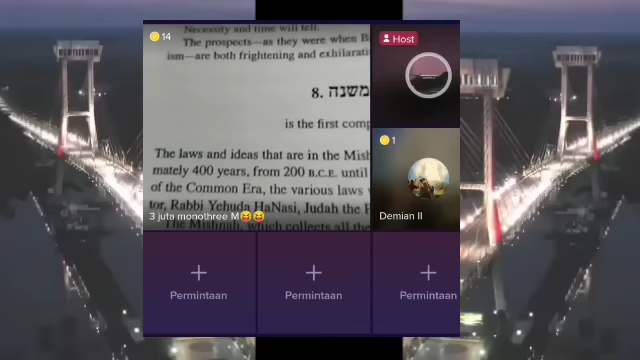 14
Necessity and time will tell.
The prospects—as they were when B
ism—are both frightening and exhilarati
8. משנה
is the first comp
The laws and ideas that are in the Mish
mately 400 years, from 200 B.C.E. until
of the Common Era, the various laws
tor, Rabbi Yehuda HaNasi, Judah the P
The Mishnah, which collects all the
3 juta monothree M😝😝
Host
1
Demian II
Permintaan
Permintaan
Permintaan